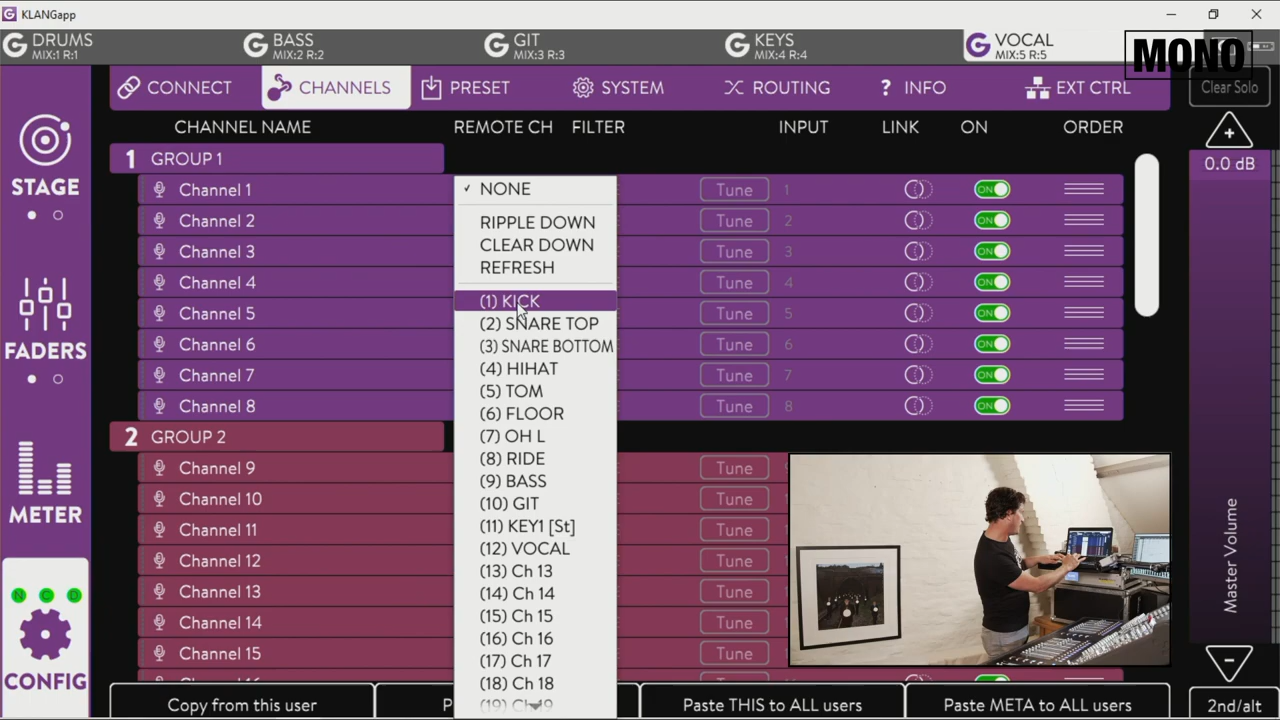 KLANGapp
DRUMS
MIX:1 R:1
BASS
MIX:2 R:2
GIT
MIX:3 R:3
KEYS
MIX:4 R:4
VOCAL
MIX:5 R:5
MONO
CONNECT
CHANNELS
PRESET
SYSTEM
ROUTING
? INFO
EXT CTRL
Clear Solo
CHANNEL NAME
REMOTE CH
FILTER
INPUT
LINK
ON
ORDER
+
0.0 dB
STAGE
FADERS
METER
N C D
CONFIG
1 GROUP 1
Channel 1 Tune 1 ON
Channel 2 Tune 2 ON
Channel 3 Tune 3 ON
Channel 4 Tune 4 ON
Channel 5 Tune 5 ON
Channel 6 Tune 6 ON
Channel 7 Tune 7 ON
Channel 8 Tune 8 ON
2 GROUP 2
Channel 9 Tune
Channel 10 Tune
Channel 11 Tune
Channel 12 Tune
Channel 13 Tune
Channel 14 Tune
Channel 15 Tune
✓ NONE
RIPPLE DOWN
CLEAR DOWN
REFRESH
(1) KICK
(2) SNARE TOP
(3) SNARE BOTTOM
(4) HIHAT
(5) TOM
(6) FLOOR
(7) OH L
(8) RIDE
(9) BASS
(10) GIT
(11) KEY1 [St]
(12) VOCAL
(13) Ch 13
(14) Ch 14
(15) Ch 15
(16) Ch 16
(17) Ch 17
(18) Ch 18
Master Volume
-
Copy from this user
Paste THIS to ALL users
Paste META to ALL users
2nd/alt